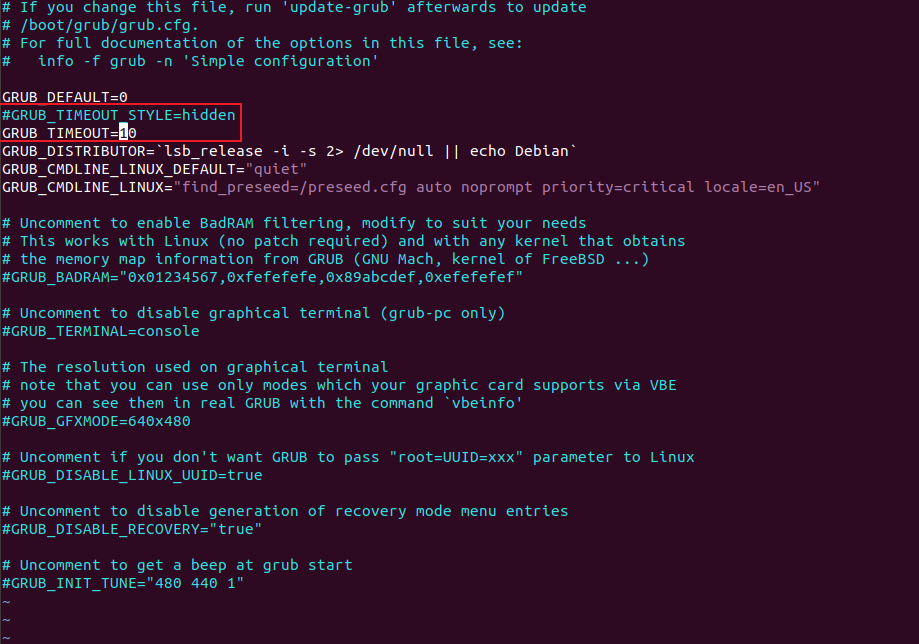 # If you change this file, run 'update-grub' afterwards to update
# /boot/grub/grub.cfg.
# For full documentation of the options in this file, see:
#   info -f grub -n 'Simple configuration'

GRUB_DEFAULT=0
#GRUB_TIMEOUT_STYLE=hidden
GRUB_TIMEOUT=10
GRUB_DISTRIBUTOR=`lsb_release -i -s 2> /dev/null || echo Debian`
GRUB_CMDLINE_LINUX_DEFAULT="quiet"
GRUB_CMDLINE_LINUX="find_preseed=/preseed.cfg auto noprompt priority=critical locale=en_US"

# Uncomment to enable BadRAM filtering, modify to suit your needs
# This works with Linux (no patch required) and with any kernel that obtains
# the memory map information from GRUB (GNU Mach, kernel of FreeBSD ...)
#GRUB_BADRAM="0x01234567,0xfefefefe,0x89abcdef,0xefefefef"

# Uncomment to disable graphical terminal (grub-pc only)
#GRUB_TERMINAL=console

# The resolution used on graphical terminal
# note that you can use only modes which your graphic card supports via VBE
# you can see them in real GRUB with the command `vbeinfo'
#GRUB_GFXMODE=640x480

# Uncomment if you don't want GRUB to pass "root=UUID=xxx" parameter to Linux
#GRUB_DISABLE_LINUX_UUID=true

# Uncomment to disable generation of recovery mode menu entries
#GRUB_DISABLE_RECOVERY="true"

# Uncomment to get a beep at grub start
#GRUB_INIT_TUNE="480 440 1"
~
~
~